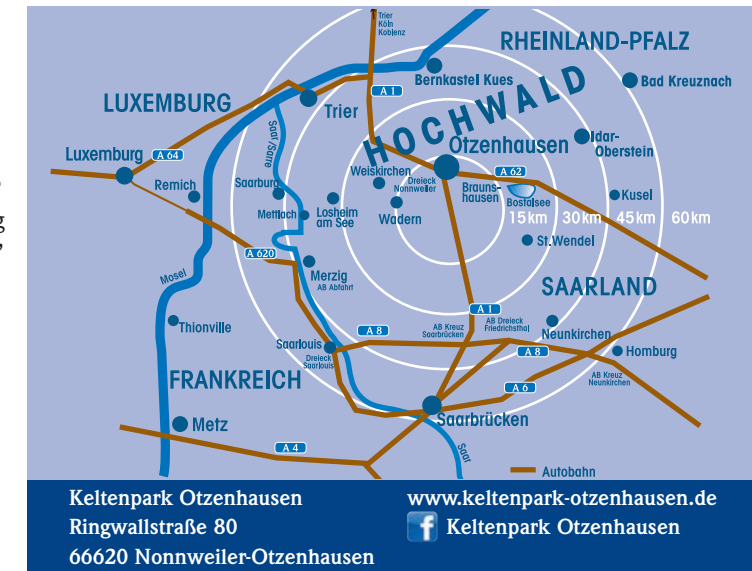 Trier
Köln
Koblenz
RHEINLAND-PFALZ
Bernkastel Kues
Bad Kreuznach
A 1
LUXEMBURG
Trier
HOCHWALD
Otzenhausen
Idar-
Oberstein
Saar/Sarre
Luxemburg
A 64
Weiskirchen
Dreieck
Nonnweiler
A 62
Remich
Saarburg
Brauns-
hausen
Bostalsee
Kusel
Mettlach
Losheim
am See
Wadern
15 km
30 km
45 km
60 km
St.Wendel
A 620
Mosel
Merzig
AB Abfahrt
SAARLAND
A 1
Thionville
A 8
AB Kreuz
Saarbrücken
AB Dreieck
Friedrichsthal
Neunkirchen
Saarlouis
Dreieck
Saarlouis
A 8
Homburg
FRANKREICH
A 6
AB Kreuz
Neunkirchen
Metz
Saarbrücken
A 4
Saar
Autobahn
g
”
Keltenpark Otzenhausen
Ringwallstraße 80
66620 Nonnweiler-Otzenhausen
www.keltenpark-otzenhausen.de
f Keltenpark Otzenhausen